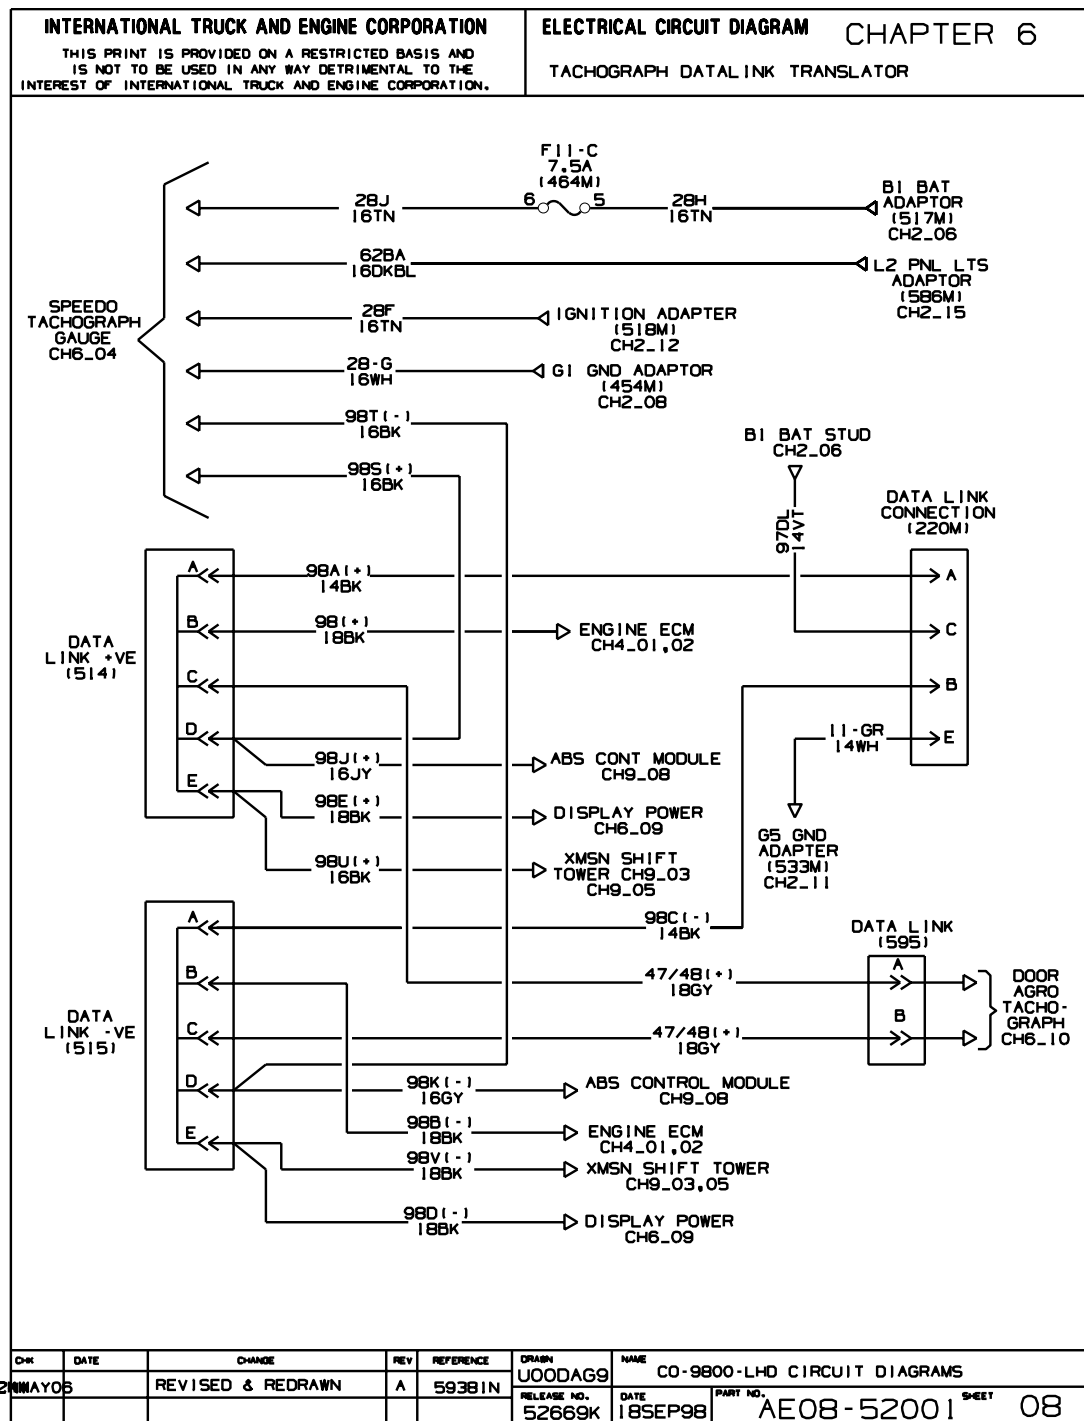 INTERNATIONAL TRUCK AND ENGINE CORPORATION
THIS PRINT IS PROVIDED ON A RESTRICTED BASIS AND
IS NOT TO BE USED IN ANY WAY DETRIMENTAL TO THE
INTEREST OF INTERNATIONAL TRUCK AND ENGINE CORPORATION.
ELECTRICAL CIRCUIT DIAGRAM
CHAPTER 6
TACHOGRAPH DATALINK TRANSLATOR
F11-C
7.5A
(464M)
28J
16TN
6
5
28H
16TN
B1 BAT
ADAPTOR
(517M)
CH2_06
62BA
16DKBL
L2 PNL LTS
ADAPTOR
(586M)
CH2_15
SPEEDO
TACHOGRAPH
GAUGE
CH6_04
28F
16TN
IGNITION ADAPTER
(518M)
CH2_12
28-G
16WH
G1 GND ADAPTOR
(454M)
CH2_08
98T(-)
16BK
98S(+)
16BK
B1 BAT STUD
CH2_06
97DL
14VT
DATA LINK
CONNECTION
(220M)
A
C
B
E
DATA
LINK +VE
(514)
A
B
C
D
E
98A(+)
14BK
98(+)
18BK
ENGINE ECM
CH4_01,02
11-GR
14WH
98J(+)
16JY
ABS CONT MODULE
CH9_08
98E(+)
18BK
DISPLAY POWER
CH6_09
98U(+)
16BK
XMSN SHIFT
TOWER CH9_03
CH9_05
G5 GND
ADAPTER
(533M)
CH2_11
DATA
LINK -VE
(515)
A
B
C
D
E
98C(-)
14BK
DATA LINK
(595)
A
B
47/48(+)
18GY
47/48(+)
18GY
DOOR
AGRO
TACHO-
GRAPH
CH6_10
98K(-)
16GY
ABS CONTROL MODULE
CH9_08
98B(-)
18BK
ENGINE ECM
CH4_01,02
98V(-)
18BK
XMSN SHIFT TOWER
CH9_03,05
98D(-)
18BK
DISPLAY POWER
CH6_09
CHK
DATE
CHANGE
REV
REFERENCE
MAY06
REVISED & REDRAWN
A
59381N
DRAWN
U00DAG9
NAME
CO-9800-LHD CIRCUIT DIAGRAMS
RELEASE NO.
52669K
DATE
18SEP98
PART NO.
AE08-52001
SHEET
08